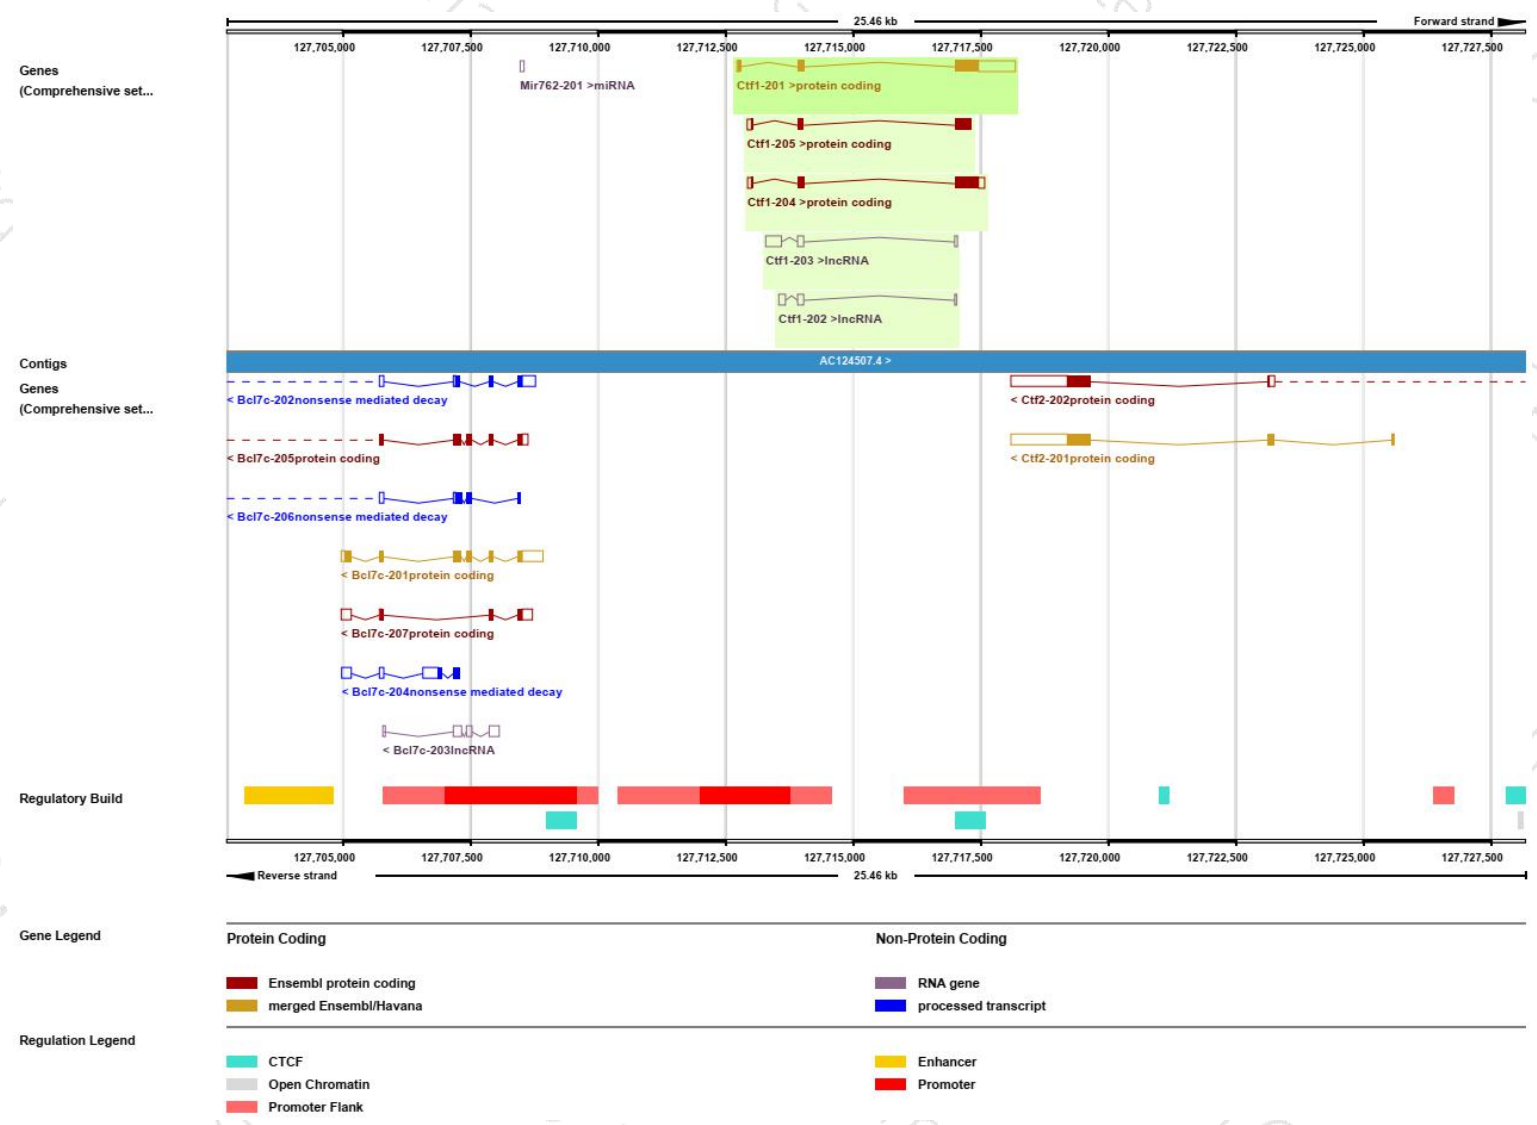 25.46 kb Forward strand
127,705,000 127,707,500 127,710,000 127,712,500 127,715,000 127,717,500 127,720,000 127,722,500 127,725,000 127,727,500
Genes
(Comprehensive set...
Mir762-201 >miRNA
Ctf1-201 >protein coding
Ctf1-205 >protein coding
Ctf1-204 >protein coding
Ctf1-203 >lncRNA
Ctf1-202 >lncRNA
Contigs
AC124507.4 >
Genes
(Comprehensive set...
< Bcl7c-202nonsense mediated decay
< Ctf2-202protein coding
< Bcl7c-205protein coding
< Ctf2-201protein coding
< Bcl7c-206nonsense mediated decay
< Bcl7c-201protein coding
< Bcl7c-207protein coding
< Bcl7c-204nonsense mediated decay
< Bcl7c-203lncRNA
Regulatory Build
127,705,000 127,707,500 127,710,000 127,712,500 127,715,000 127,717,500 127,720,000 127,722,500 127,725,000 127,727,500
Reverse strand 25.46 kb
Gene Legend
Protein Coding
Non-Protein Coding
Ensembl protein coding
RNA gene
merged Ensembl/Havana
processed transcript
Regulation Legend
CTCF
Enhancer
Open Chromatin
Promoter
Promoter Flank